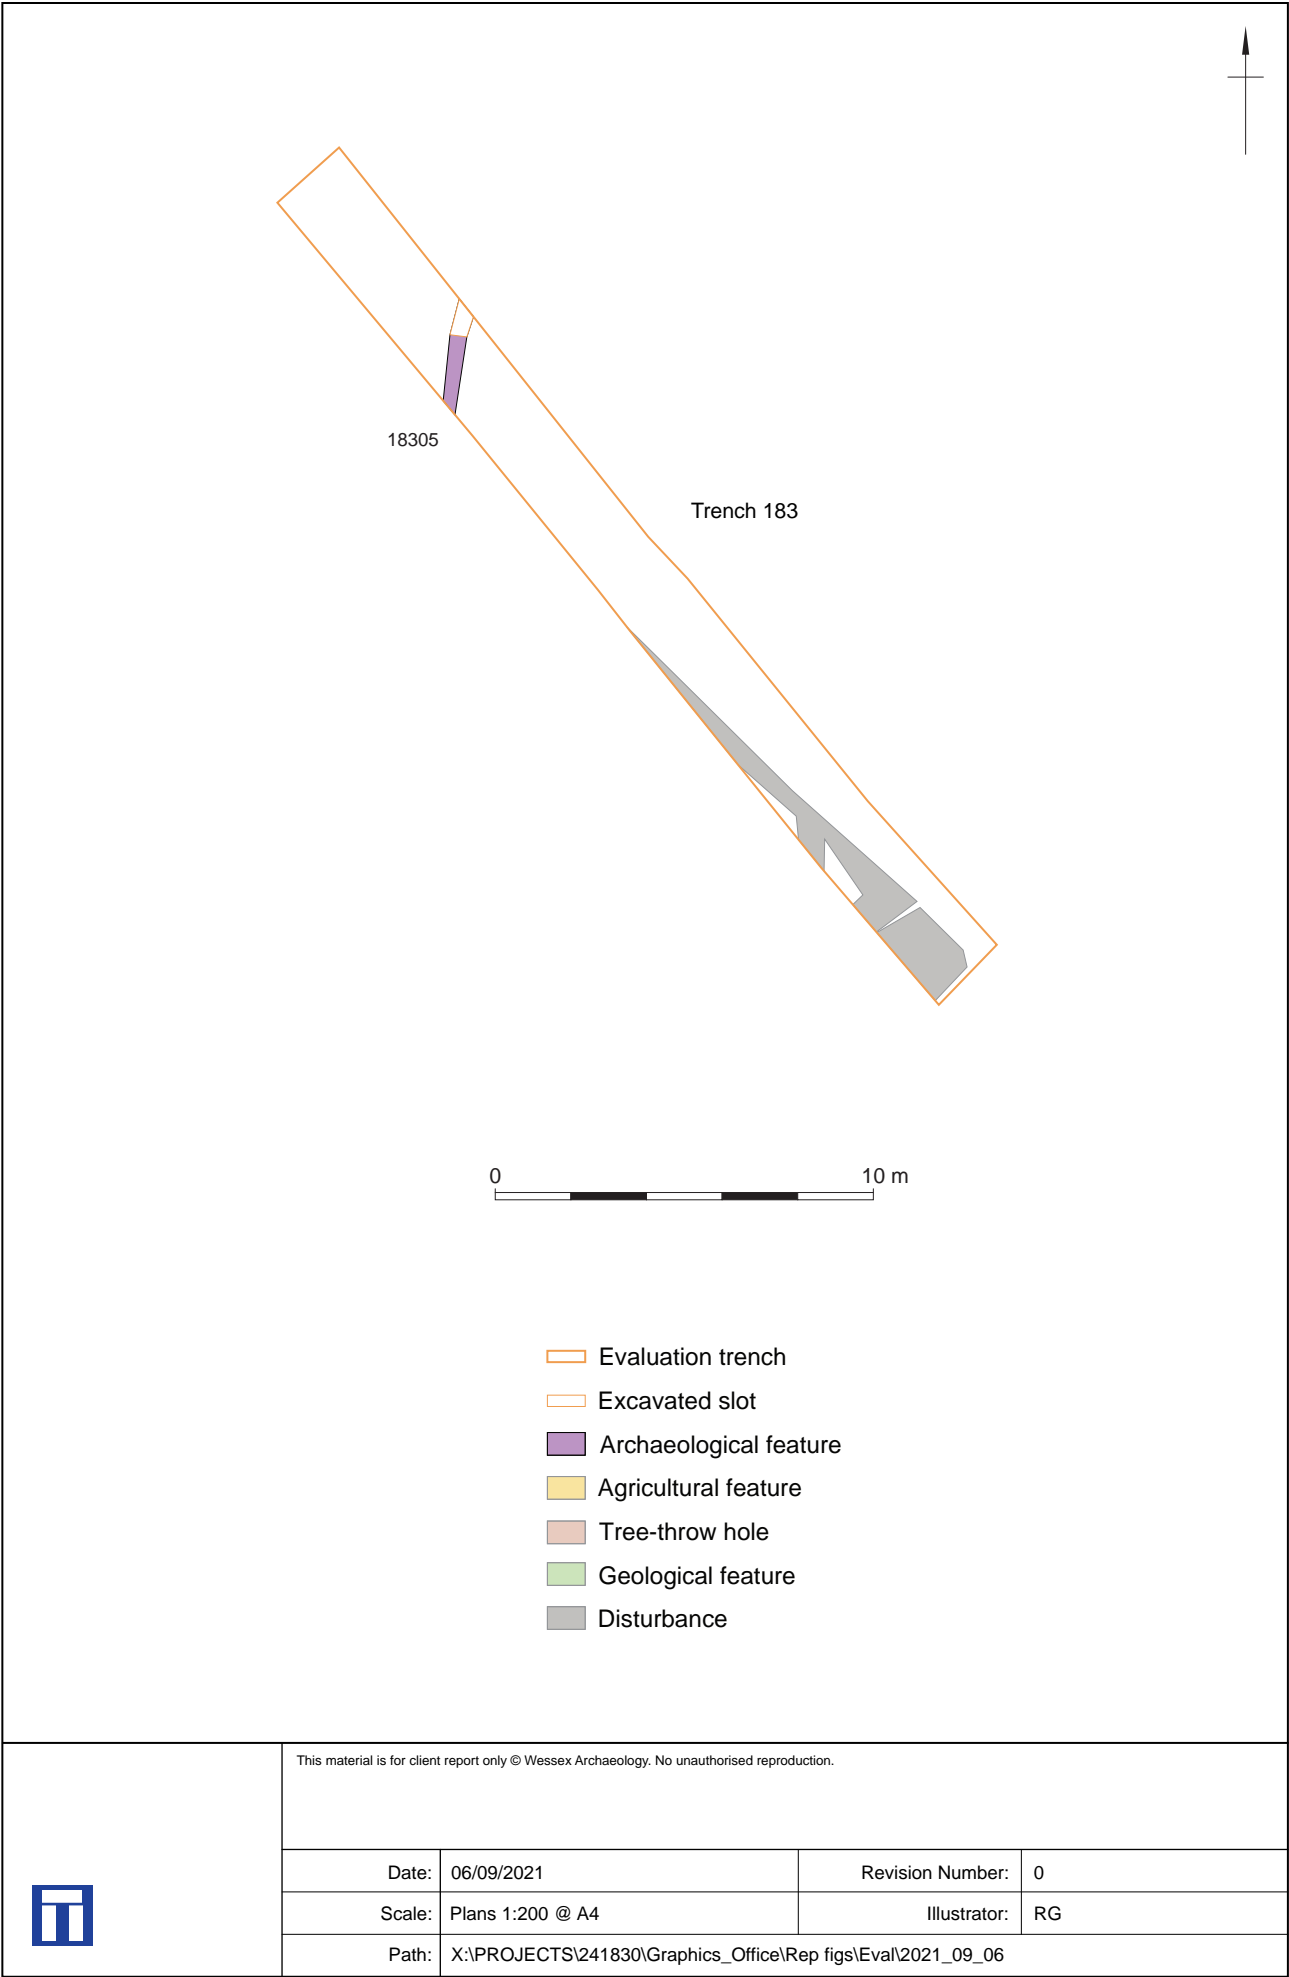 18305
Trench 183
0 10 m
Evaluation trench
Excavated slot
Archaeological feature
Agricultural feature
Tree-throw hole
Geological feature
Disturbance
This material is for client report only © Wessex Archaeology. No unauthorised reproduction.
Date: 06/09/2021 Revision Number: 0
Scale: Plans 1:200 @ A4 Illustrator: RG
Path: X:\PROJECTS\241830\Graphics_Office\Rep figs\Eval\2021_09_06